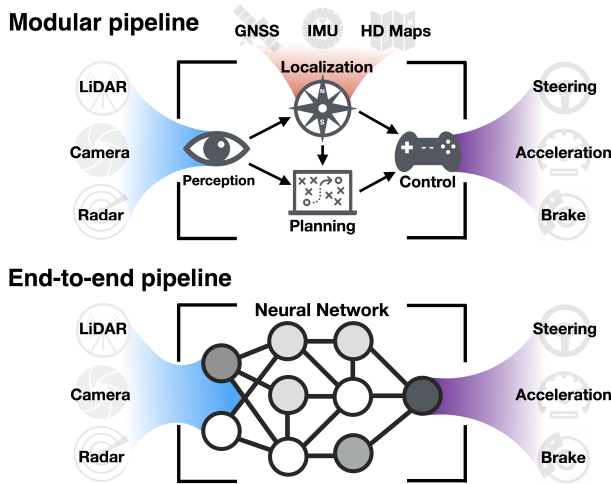 Modular pipeline
GNSS IMU HD Maps
Localization
LiDAR
Camera
Radar
Perception
N
S
Planning
Control
Steering
Acceleration
Brake
End-to-end pipeline
Neural Network
LiDAR
Camera
Radar
Steering
Acceleration
Brake